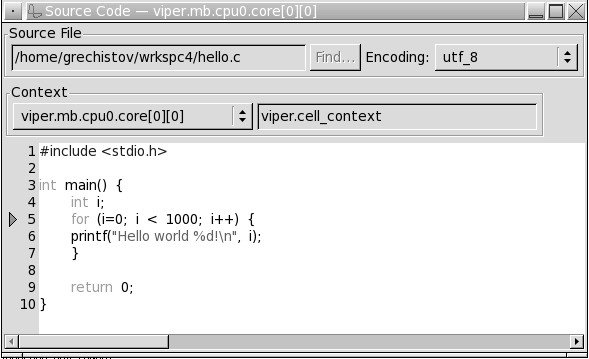 Source Code — viper.mb.cpu0.core[0][0]
Source File
/home/grechistov/wrkspc4/hello.c Find... Encoding: utf_8
Context
viper.mb.cpu0.core[0][0] viper.cell_context
1 #include <stdio.h>
2
3 int main() {
4 int i;
5 for (i=0; i < 1000; i++) {
6 printf("Hello world %d!\n", i);
7 }
8
9 return 0;
10 }